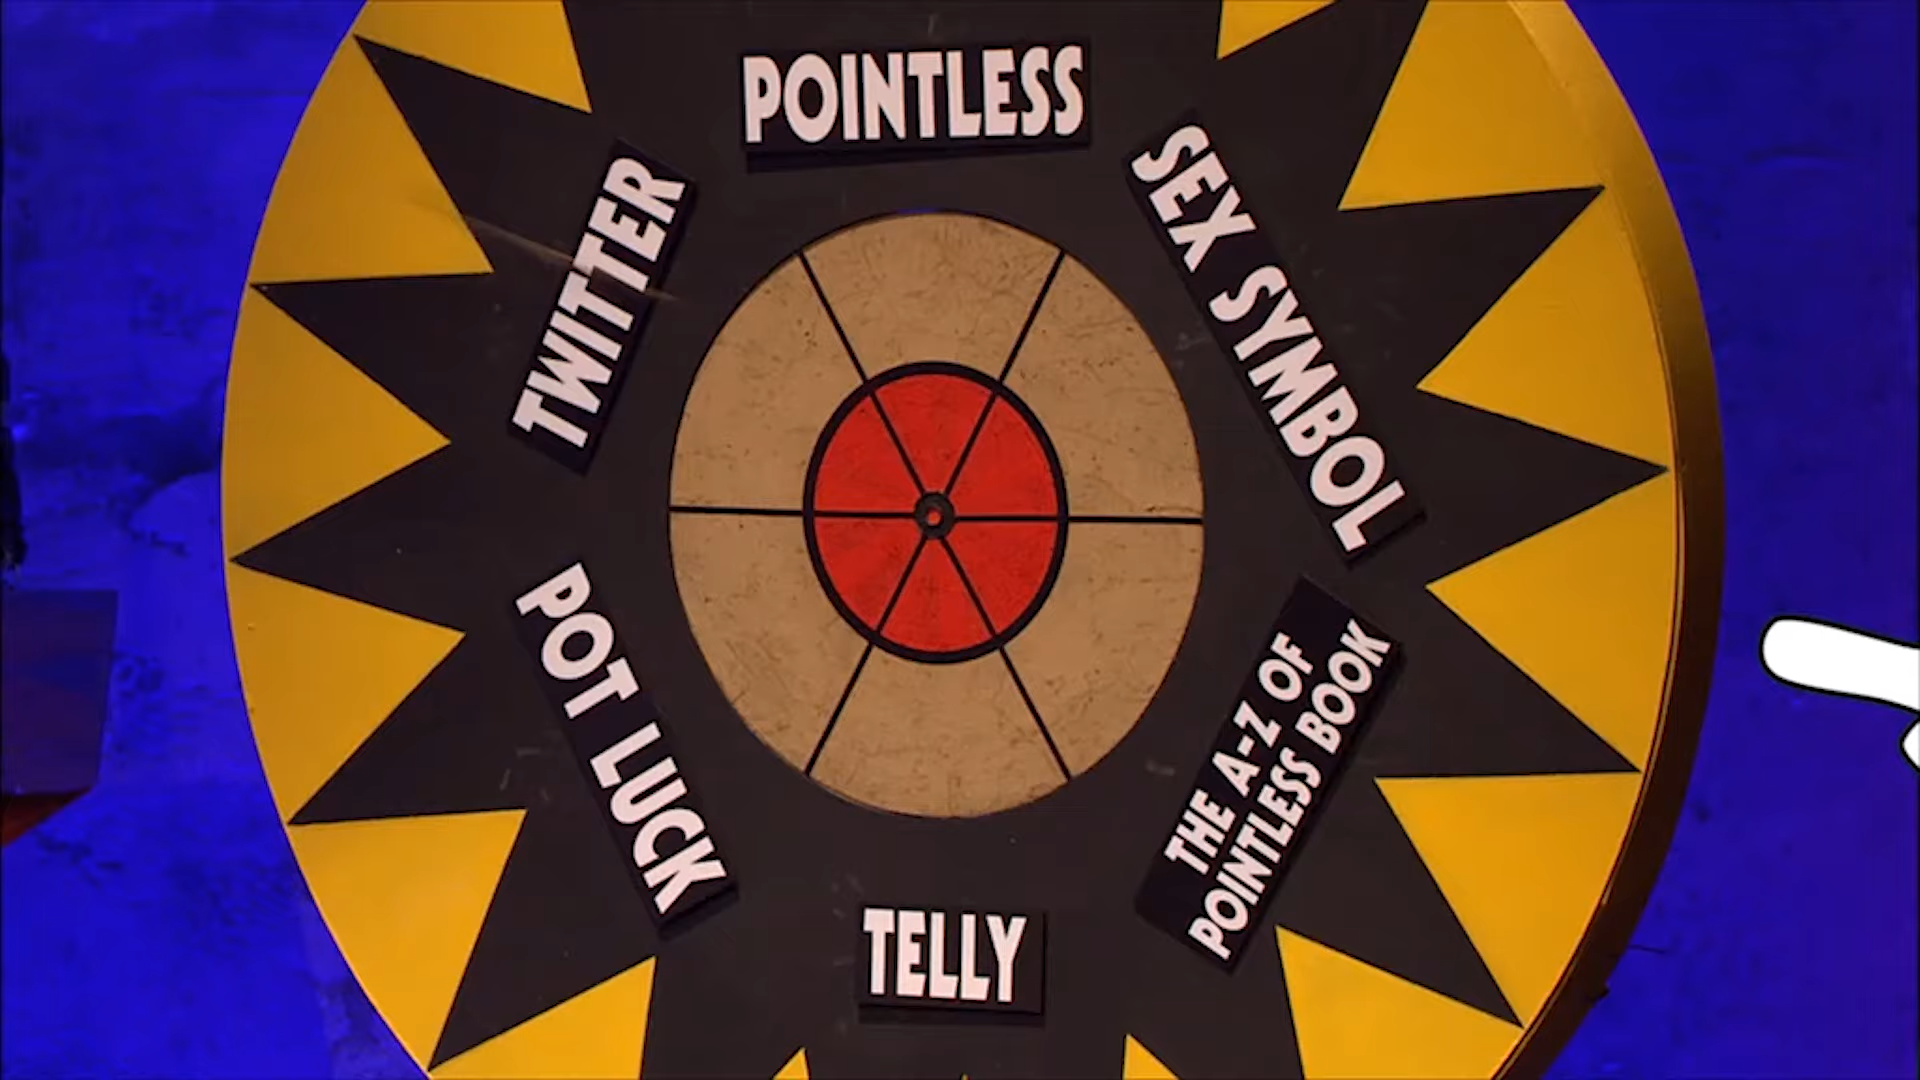 POINTLESS
SEX SYMBOL
THE A-Z OF
POINTLESS BOOK
TELLY
POT LUCK
TWITTER